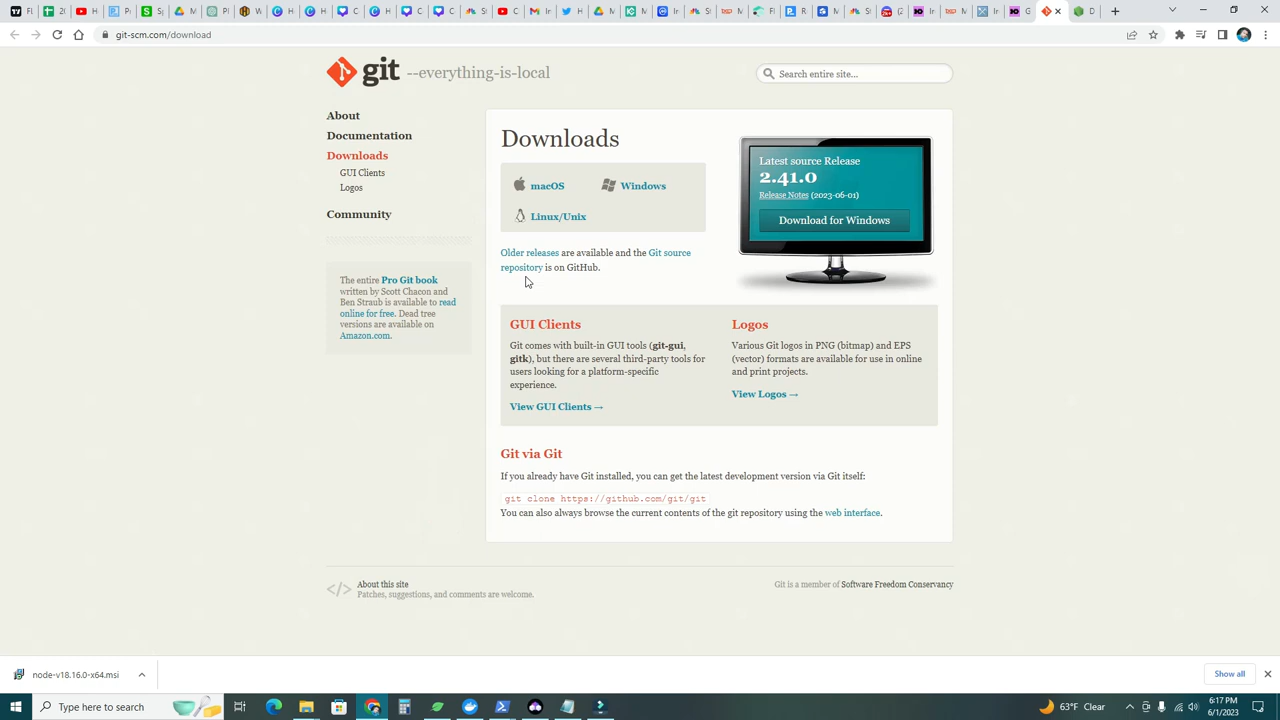 git-scm.com/download
git --everything-is-local
Search entire site...
About
Documentation
Downloads
GUI Clients
Logos
Community
The entire Pro Git book
written by Scott Chacon and
Ben Straub is available to read
online for free. Dead tree
versions are available on
Amazon.com.
Downloads
macOS
Windows
Linux/Unix
Older releases are available and the Git source
repository is on GitHub.
Latest source Release
2.41.0
Release Notes (2023-06-01)
Download for Windows
GUI Clients
Git comes with built-in GUI tools (git-gui,
gitk), but there are several third-party tools for
users looking for a platform-specific
experience.
View GUI Clients →
Logos
Various Git logos in PNG (bitmap) and EPS
(vector) formats are available for use in online
and print projects.
View Logos →
Git via Git
If you already have Git installed, you can get the latest development version via Git itself:
git clone https://github.com/git/git
You can also always browse the current contents of the git repository using the web interface.
</> About this site
Patches, suggestions, and comments are welcome.
Git is a member of Software Freedom Conservancy
node-v18.16.0-x64.msi
Show all
Type here to search
63°F Clear
6:17 PM
6/1/2023